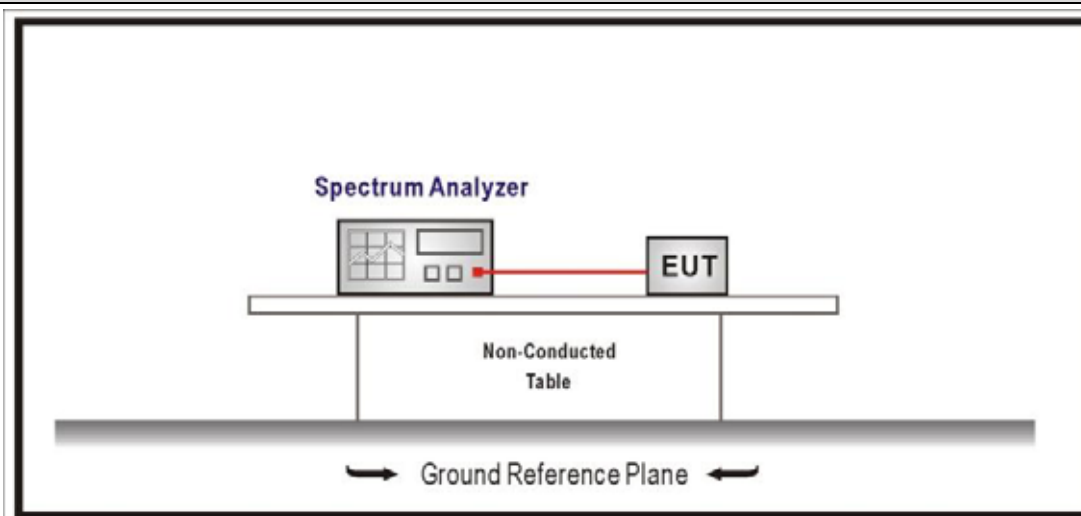 Spectrum Analyzer
EUT
Non-Conducted
Table
Ground Reference Plane